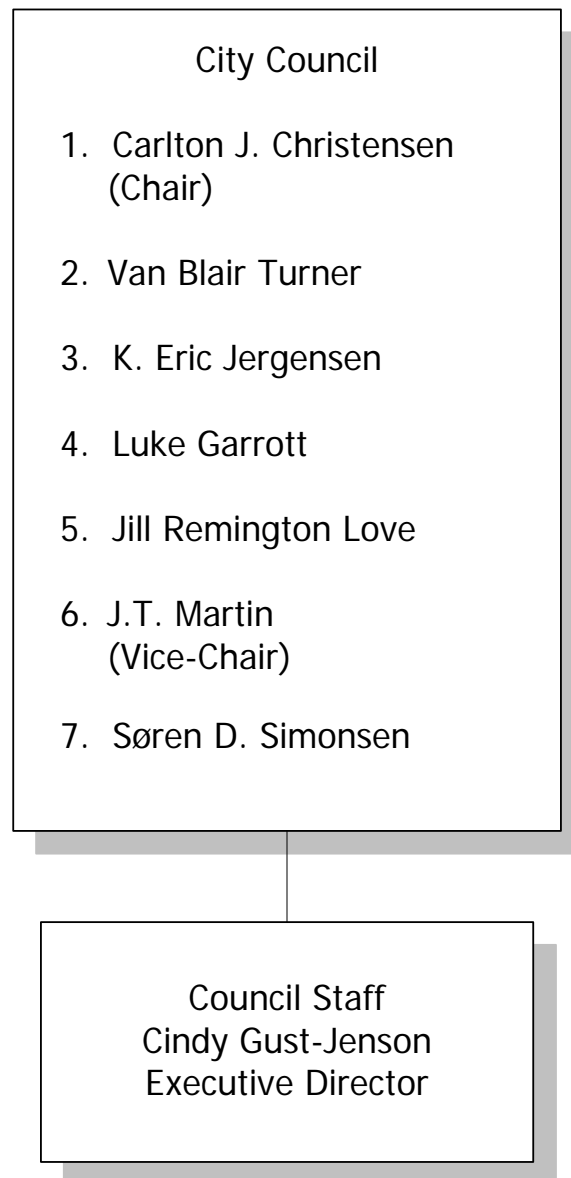 City Council
1. Carlton J. Christensen
(Chair)
2. Van Blair Turner
3. K. Eric Jergensen
4. Luke Garrott
5. Jill Remington Love
6. J.T. Martin
(Vice-Chair)
7. Søren D. Simonsen
Council Staff
Cindy Gust-Jenson
Executive Director